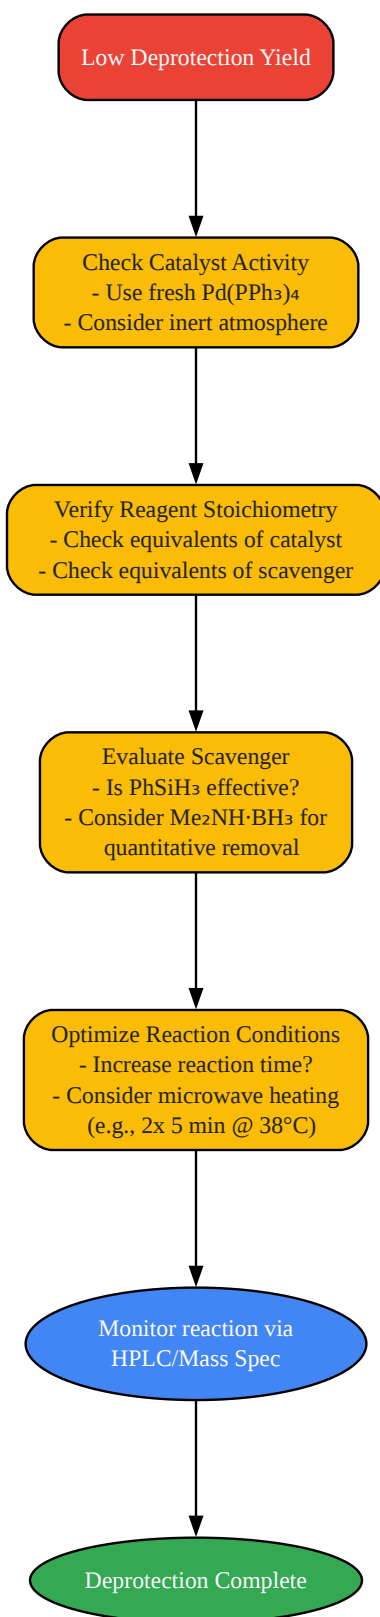 Low Deprotection Yield
Check Catalyst Activity
- Use fresh Pd(PPh₃)₄
- Consider inert atmosphere
Verify Reagent Stoichiometry
- Check equivalents of catalyst
- Check equivalents of scavenger
Evaluate Scavenger
- Is PhSiH₃ effective?
- Consider Me₂NH·BH₃ for
quantitative removal
Optimize Reaction Conditions
- Increase reaction time?
- Consider microwave heating
(e.g., 2x 5 min @ 38°C)
Monitor reaction via
HPLC/Mass Spec
Deprotection Complete